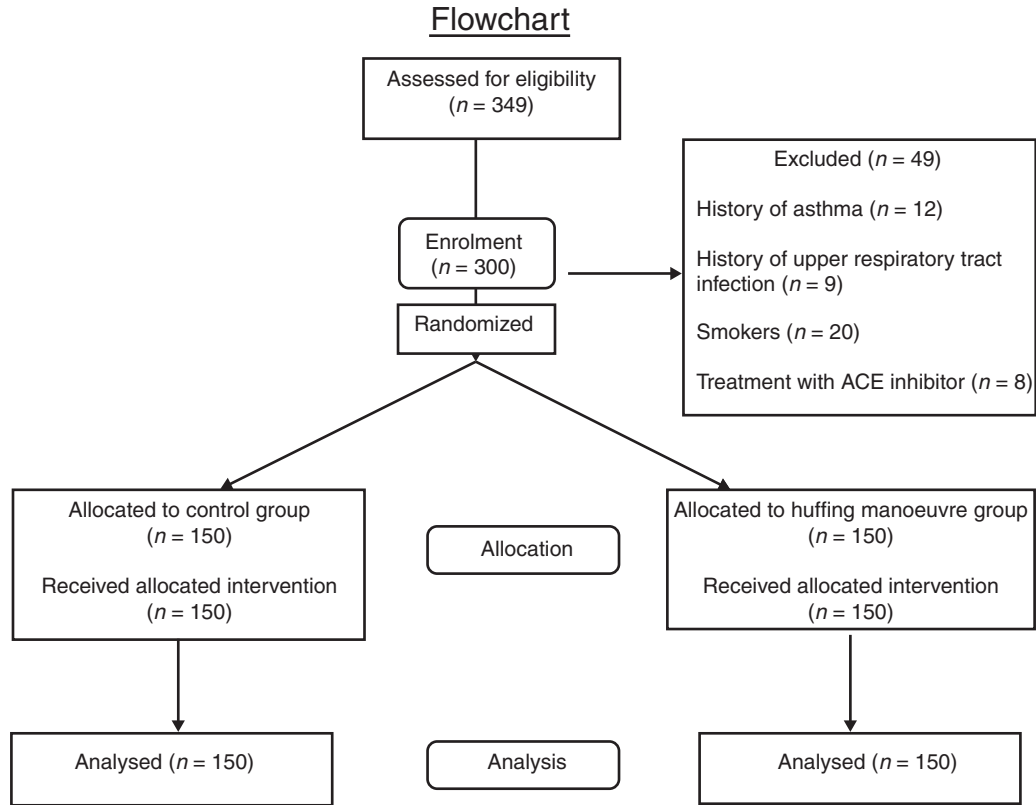 Flowchart
Assessed for eligibility
(n = 349)
Excluded (n = 49)
History of asthma (n = 12)
History of upper respiratory tract
infection (n = 9)
Smokers (n = 20)
Treatment with ACE inhibitor (n = 8)
Enrolment
(n = 300)
Randomized
Allocated to control group
(n = 150)
Received allocated intervention
(n = 150)
Allocation
Allocated to huffing manoeuvre group
(n = 150)
Received allocated intervention
(n = 150)
Analysed (n = 150)
Analysis
Analysed (n = 150)